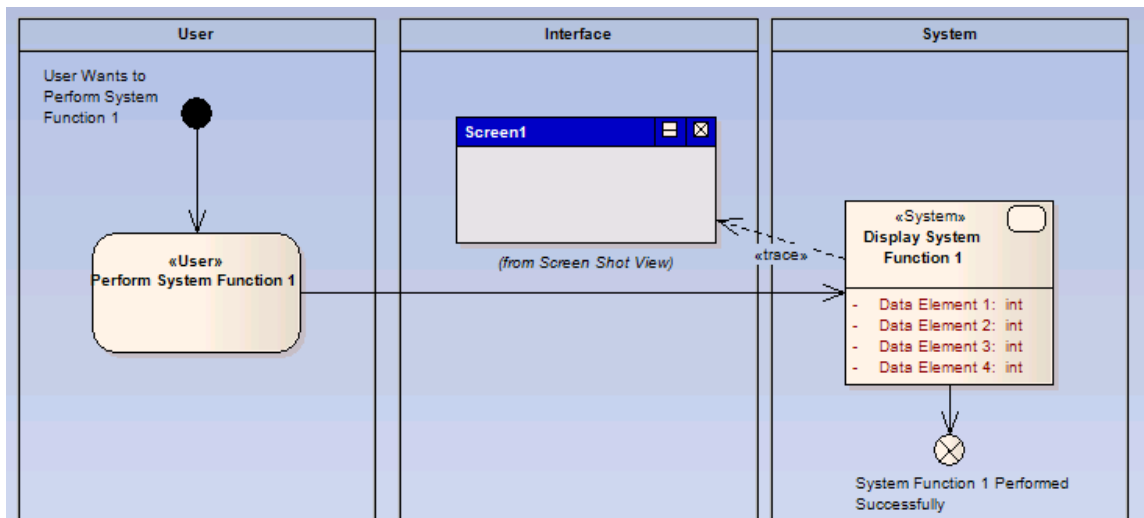 User
Interface
System
User Wants to
Perform System
Function 1
Screen1
«System»
Display System
Function 1
«User»
Perform System Function 1
(from Screen Shot View)
«trace»
- Data Element 1: int
- Data Element 2: int
- Data Element 3: int
- Data Element 4: int
System Function 1 Performed
Successfully